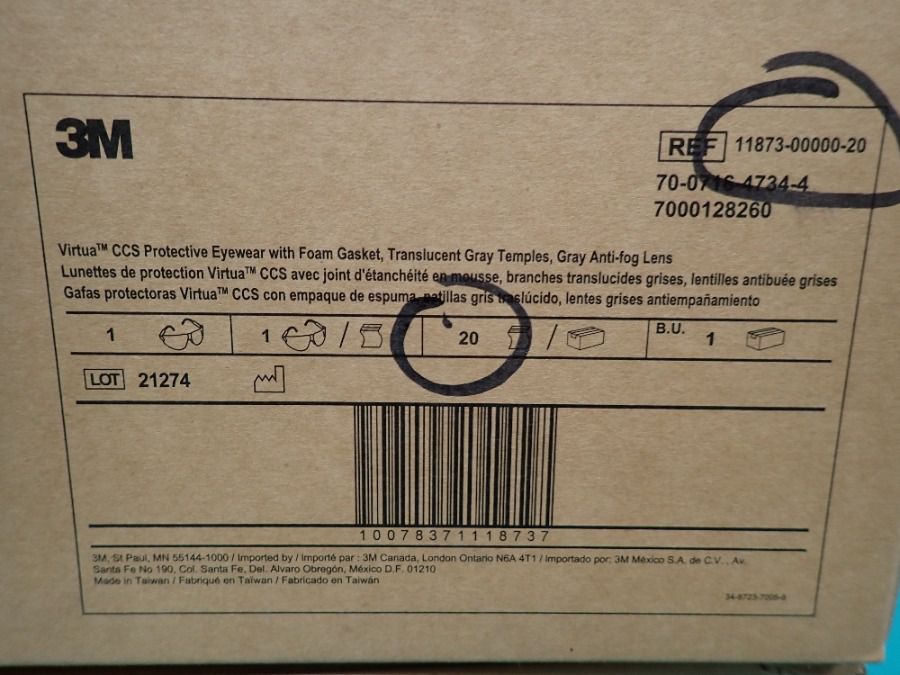 3M
REF 11873-00000-20
70-0716-4734-4
7000128260
Virtua™ CCS Protective Eyewear with Foam Gasket, Translucent Gray Temples, Gray Anti-fog Lens
Lunettes de protection Virtua™ CCS avec joint d'étanchéité en mousse, branches translucides grises, lentilles antibuée grises
Gafas protectoras Virtua™ CCS con empaque de espuma, patillas gris traslúcido, lentes grises antiempañamiento
1 1 / 20 / B.U. 1
LOT 21274
10078371118737
3M, St Paul, MN 55144-1000 / Imported by / Importé par : 3M Canada, London Ontario N6A 4T1 / Importado por: 3M México S.A. de C.V.., Av.
Santa Fe No 190, Col. Santa Fe, Del. Alvaro Obregón, México D.F. 01210
Made in Taiwan / Fabriqué en Taïwan / Fabricado en Taiwán